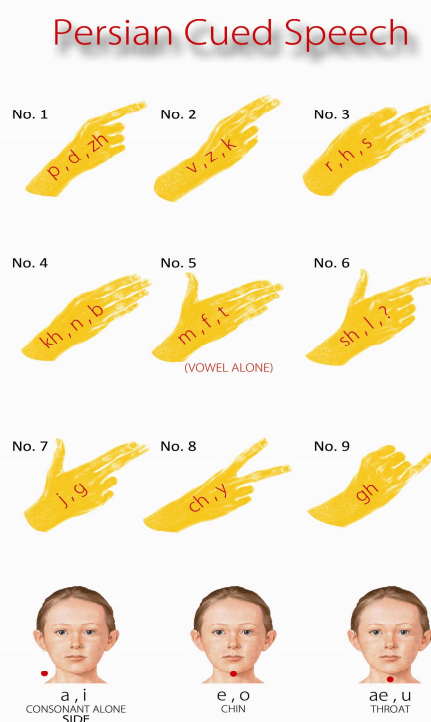 Persian Cued Speech
No. 1
No. 2
No. 3
p , d , zh
v , z , k
r , h , s
No. 4
No. 5
No. 6
kh , n , b
m , f , t
sh , l , ?
(VOWEL ALONE)
No. 7
No. 8
No. 9
j , g
ch , y
gh
a , i
e , o
ae , u
CONSONANT ALONE
CHIN
THROAT
SIDE